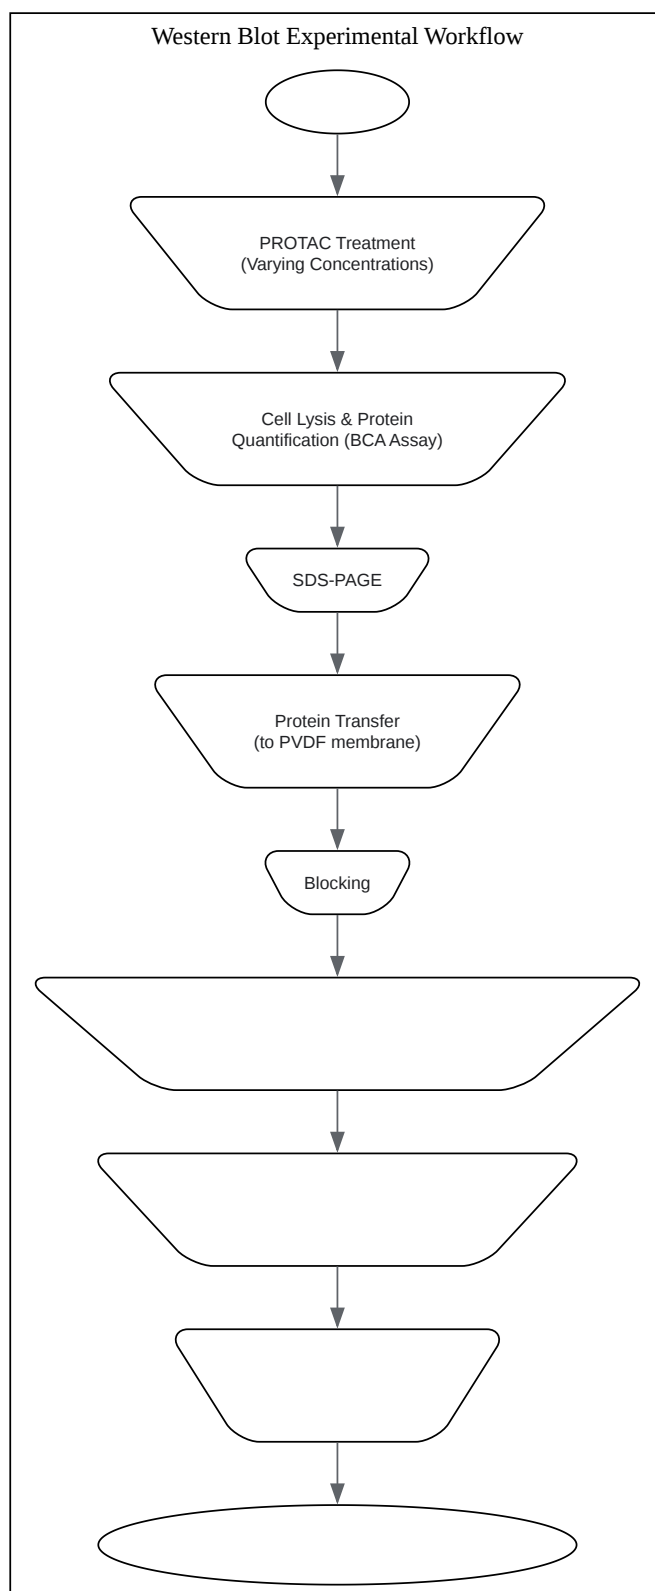 Western Blot Experimental Workflow
PROTAC Treatment
(Varying Concentrations)
Cell Lysis & Protein
Quantification (BCA Assay)
SDS-PAGE
Protein Transfer
(to PVDF membrane)
Blocking